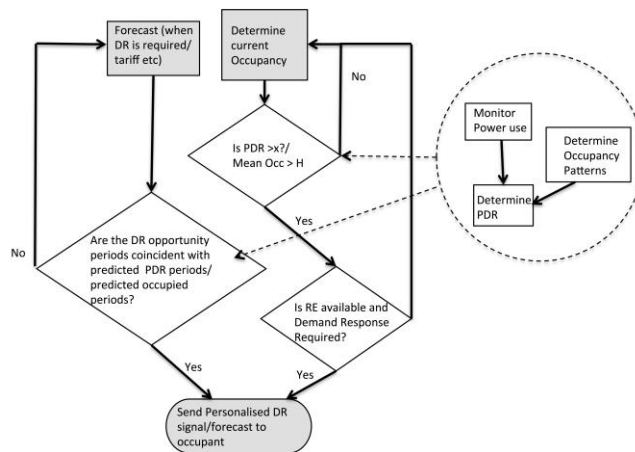 Forecast (when
DR is required/
tariff etc)
Determine
current
Occupancy
No
Is PDR >x?/
Mean Occ > H
Monitor
Power use
Determine
Occupancy
Patterns
Determine
PDR
Yes
No
Are the DR opportunity
periods coincident with
predicted PDR periods/
predicted occupied
periods?
Is RE available and
Demand Response
Required?
Yes
Yes
Send Personalised DR
signal/forecast to
occupant